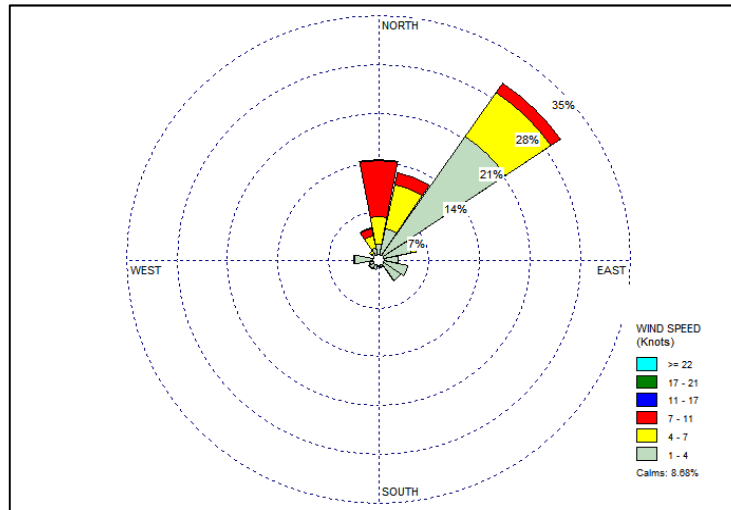 NORTH
35%
28%
21%
14%
7%
WEST
EAST
WIND SPEED
(Knots)
>= 22
17 - 21
11 - 17
7 - 11
4 - 7
1 - 4
Calms: 8.68%
SOUTH